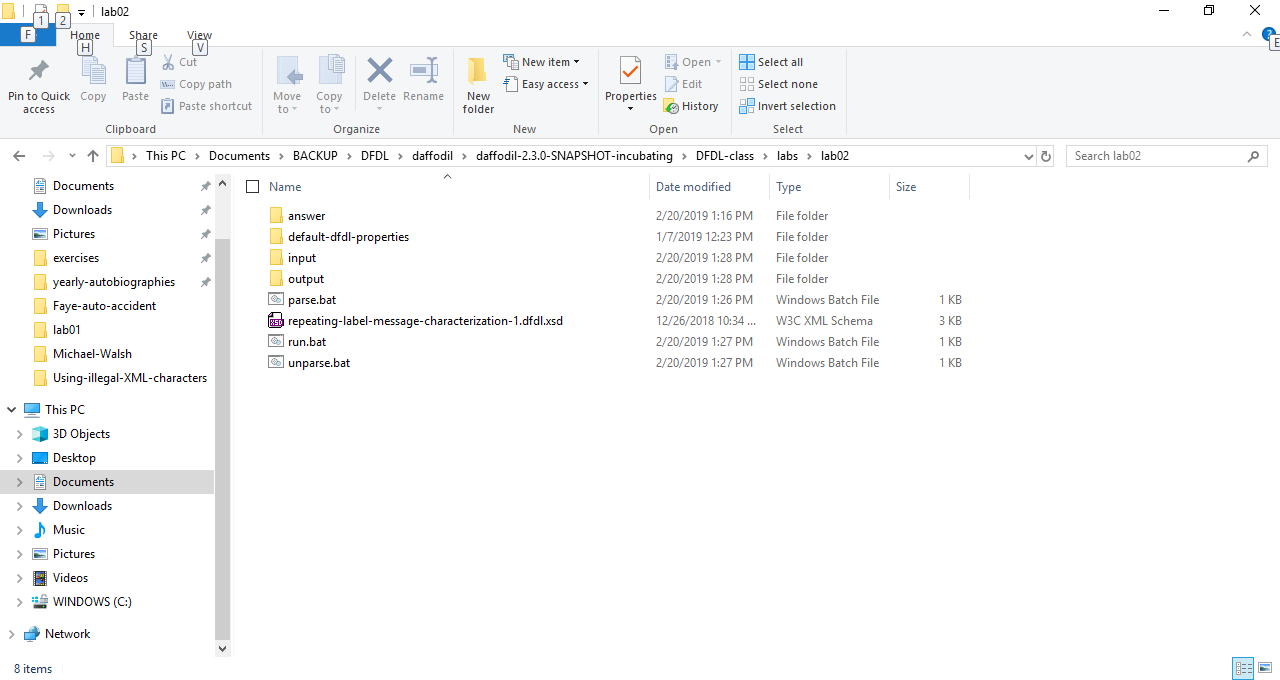 lab02
1 2
F Home Share View
H S V E
Pin to Quick access
Copy
Paste
Cut
Copy path
Paste shortcut
Clipboard
Move to
Copy to
Delete
Rename
Organize
New folder
New item
Easy access
New
Properties
Open
Edit
History
Open
Select all
Select none
Invert selection
Select
This PC > Documents > BACKUP > DFDL > daffodil > daffodil-2.3.0-SNAPSHOT-incubating > DFDL-class > labs > lab02
Search lab02
Documents
Downloads
Pictures
exercises
yearly-autobiographies
Faye-auto-accident
lab01
Michael-Walsh
Using-illegal-XML-characters
This PC
3D Objects
Desktop
Documents
Downloads
Music
Pictures
Videos
WINDOWS (C:)
Network
Name Date modified Type Size
answer 2/20/2019 1:16 PM File folder
default-dfdl-properties 1/7/2019 12:23 PM File folder
input 2/20/2019 1:28 PM File folder
output 2/20/2019 1:28 PM File folder
parse.bat 2/20/2019 1:26 PM Windows Batch File 1 KB
repeating-label-message-characterization-1.dfdl.xsd 12/26/2018 10:34 ... W3C XML Schema 3 KB
run.bat 2/20/2019 1:27 PM Windows Batch File 1 KB
unparse.bat 2/20/2019 1:27 PM Windows Batch File 1 KB
8 items